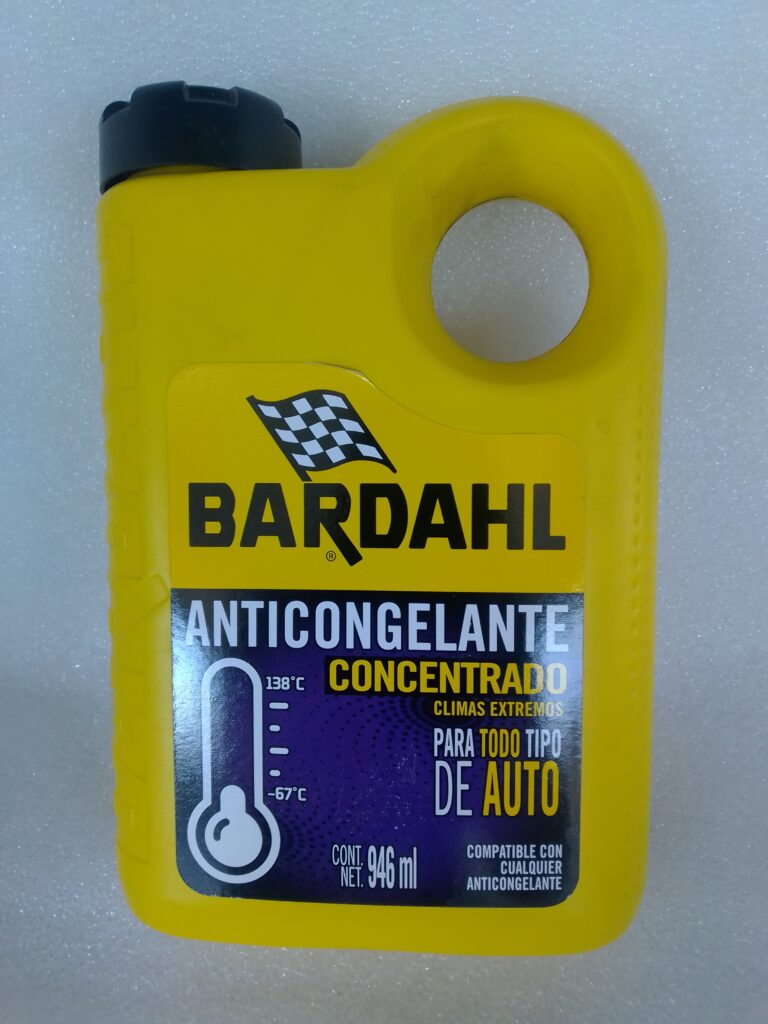 BARDAHL
®
ANTICONGELANTE
CONCENTRADO
CLIMAS EXTREMOS
138°C
-67°C
PARA TODO TIPO
DE AUTO
CONT. NET. 946 ml
COMPATIBLE CON
CUALQUIER
ANTICONGELANTE